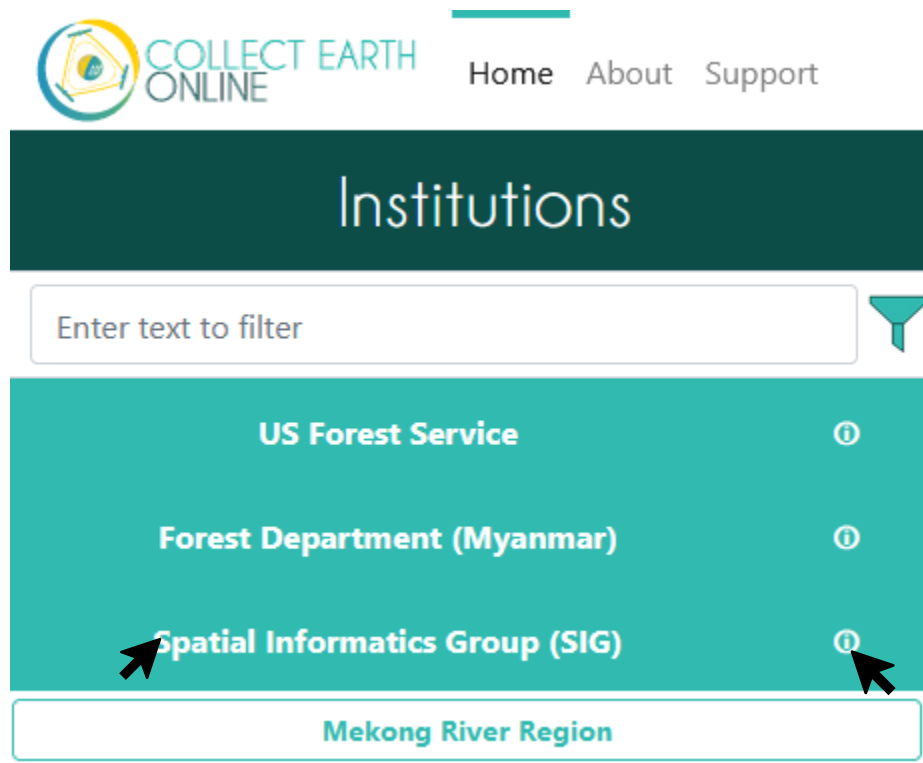 COLLECT EARTH
ONLINE
Home About Support
Institutions
Enter text to filter
US Forest Service
Forest Department (Myanmar)
Spatial Informatics Group (SIG)
Mekong River Region